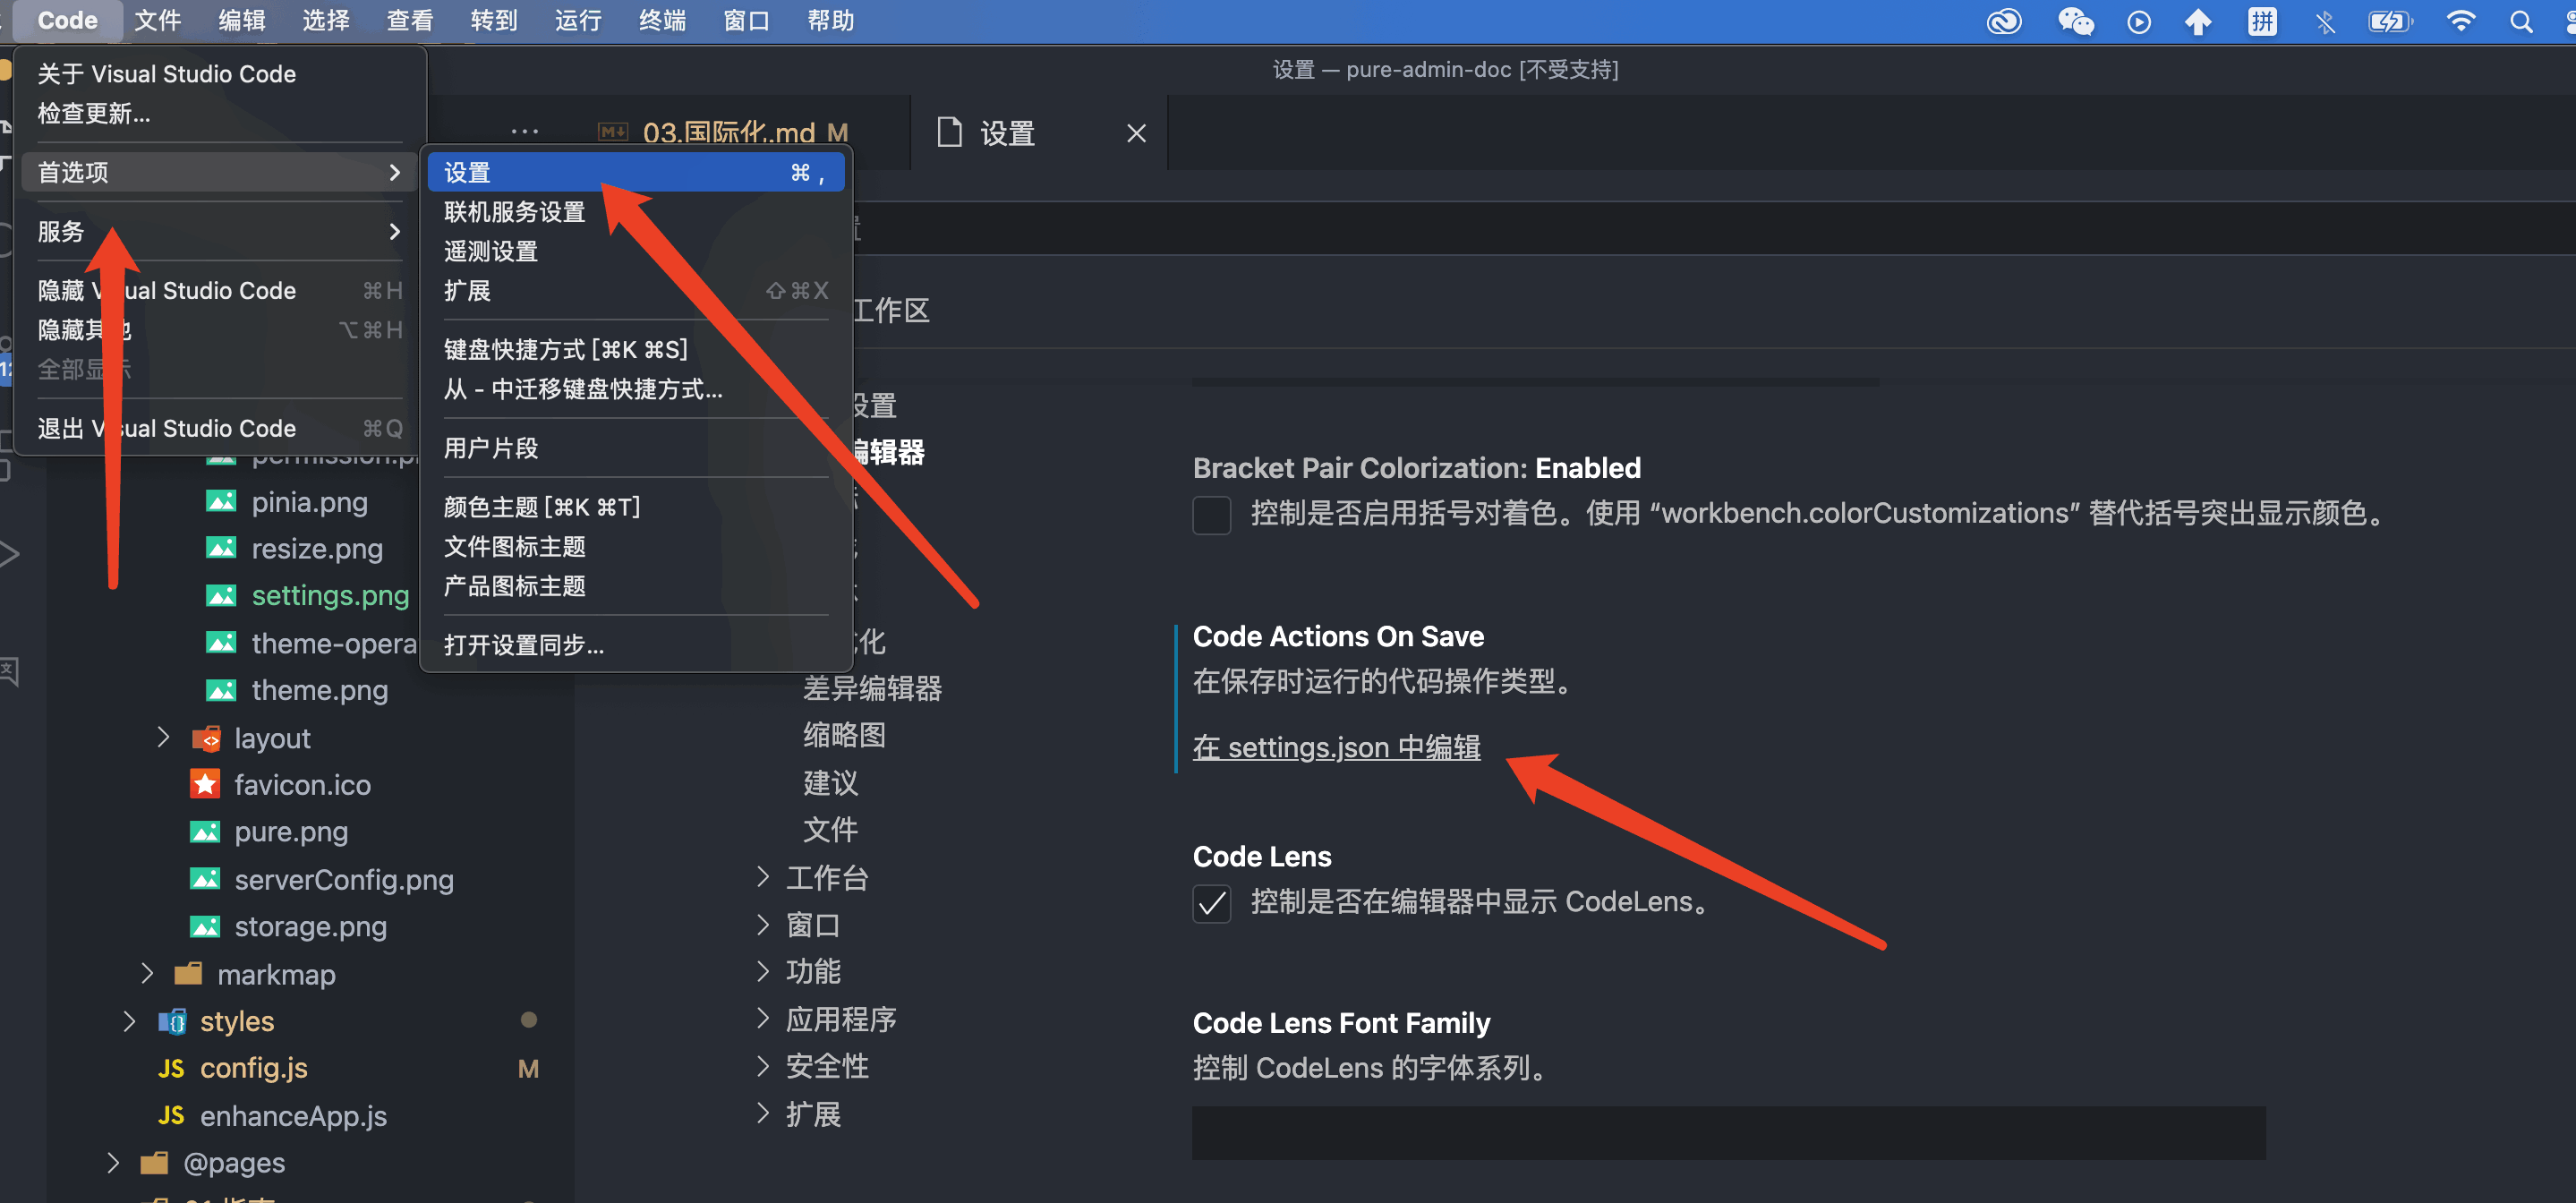 Code 文件 编辑 选择 查看 转到 运行 终端 窗口 帮助
拼
设置 — pure-admin-doc [不受支持]
关于 Visual Studio Code
检查更新...
首选项
服务
隐藏 Visual Studio Code ⌘H
隐藏其他 ⌥⌘H
全部显示
退出 Visual Studio Code ⌘Q
03.国际化.md M
设置
设置 ⌘ ,
联机服务设置
遥测设置
扩展 ⇧⌘X
键盘快捷方式 [⌘K ⌘S]
从 - 中迁移键盘快捷方式...
用户片段
颜色主题 [⌘K ⌘T]
文件图标主题
产品图标主题
打开设置同步...
pinia.png
resize.png
settings.png
theme-opera
theme.png
layout
favicon.ico
pure.png
serverConfig.png
storage.png
markmap
styles
config.js M
enhanceApp.js
@pages
工作区
设置
编辑器
化
差异编辑器
缩略图
建议
文件
工作台
窗口
功能
应用程序
安全性
扩展
Bracket Pair Colorization: Enabled
控制是否启用括号对着色。使用 “workbench.colorCustomizations” 替代括号突出显示颜色。
Code Actions On Save
在保存时运行的代码操作类型。
在 settings.json 中编辑
Code Lens
控制是否在编辑器中显示 CodeLens。
Code Lens Font Family
控制 CodeLens 的字体系列。